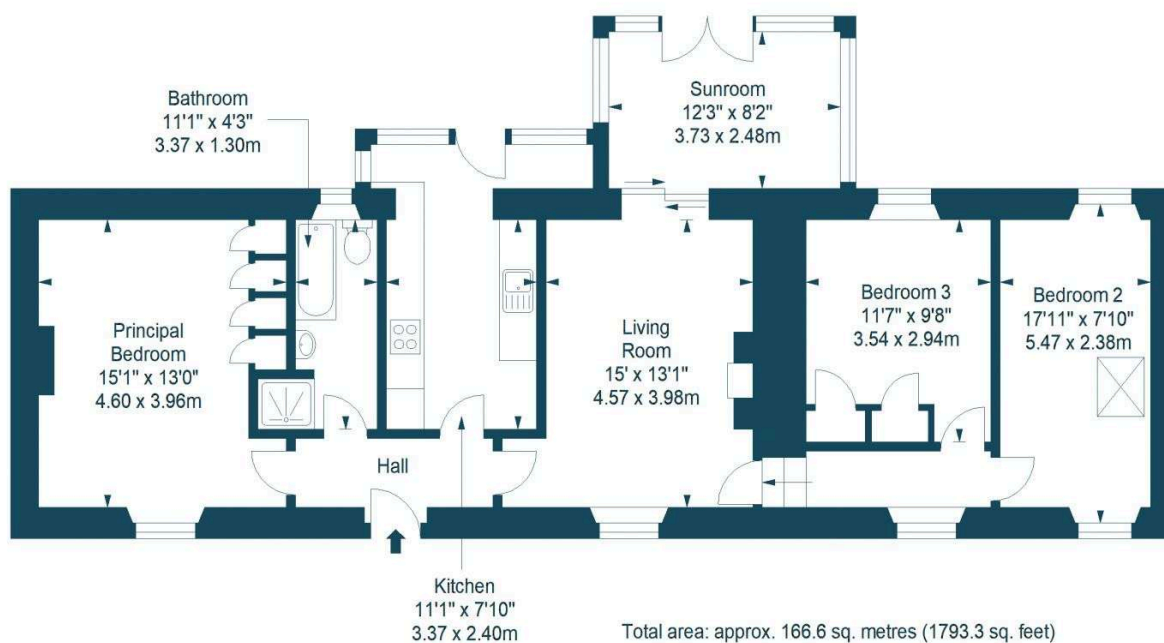 Bathroom
11'1" x 4'3"
3.37 x 1.30m
Sunroom
12'3" x 8'2"
3.73 x 2.48m
Principal
Bedroom
15'1" x 13'0"
4.60 x 3.96m
Living
Room
15' x 13'1"
4.57 x 3.98m
Bedroom 3
11'7" x 9'8"
3.54 x 2.94m
Bedroom 2
17'11" x 7'10"
5.47 x 2.38m
Hall
Kitchen
11'1" x 7'10"
3.37 x 2.40m
Total area: approx. 166.6 sq. metres (1793.3 sq. feet)